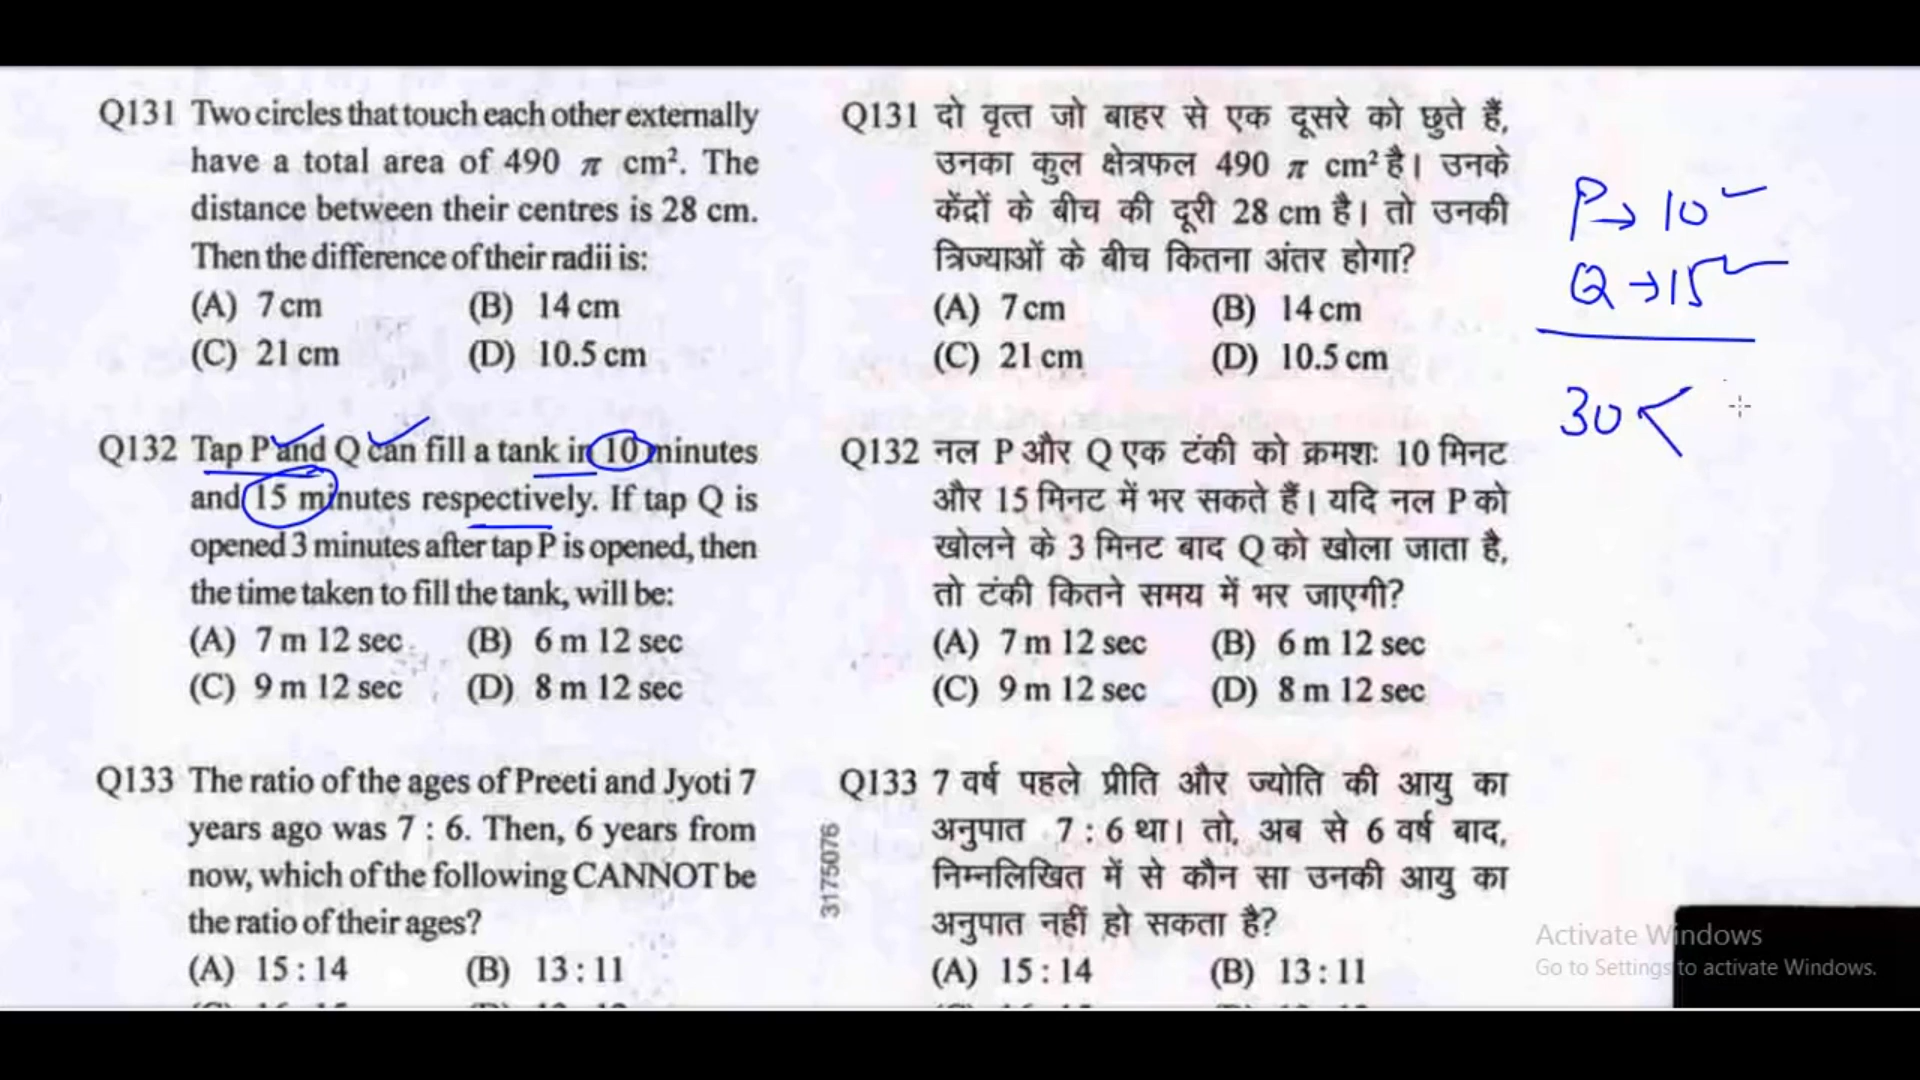 Q131 Two circles that touch each other externally
have a total area of 490 π cm². The
distance between their centres is 28 cm.
Then the difference of their radii is:
(A) 7 cm (B) 14 cm
(C) 21 cm (D) 10.5 cm
Q132 Tap P and Q can fill a tank in 10 minutes
and 15 minutes respectively. If tap Q is
opened 3 minutes after tap P is opened, then
the time taken to fill the tank, will be:
(A) 7 m 12 sec (B) 6 m 12 sec
(C) 9 m 12 sec (D) 8 m 12 sec
Q133 The ratio of the ages of Preeti and Jyoti 7
years ago was 7 : 6. Then, 6 years from
now, which of the following CANNOT be
the ratio of their ages?
(A) 15 : 14 (B) 13 : 11
3175076
Q131 दो वृत्त जो बाहर से एक दूसरे को छुते हैं,
उनका कुल क्षेत्रफल 490 π cm² है। उनके
केंद्रों के बीच की दूरी 28 cm है। तो उनकी
त्रिज्याओं के बीच कितना अंतर होगा?
(A) 7 cm (B) 14 cm
(C) 21 cm (D) 10.5 cm
Q132 नल P और Q एक टंकी को क्रमशः 10 मिनट
और 15 मिनट में भर सकते हैं। यदि नल P को
खोलने के 3 मिनट बाद Q को खोला जाता है,
तो टंकी कितने समय में भर जाएगी?
(A) 7 m 12 sec (B) 6 m 12 sec
(C) 9 m 12 sec (D) 8 m 12 sec
Q133 7 वर्ष पहले प्रीति और ज्योति की आयु का
अनुपात 7 : 6 था। तो, अब से 6 वर्ष बाद,
निम्नलिखित में से कौन सा उनकी आयु का
अनुपात नहीं हो सकता है?
(A) 15 : 14 (B) 13 : 11
P → 10
Q → 15
30
Activate Windows
Go to Settings to activate Windows.